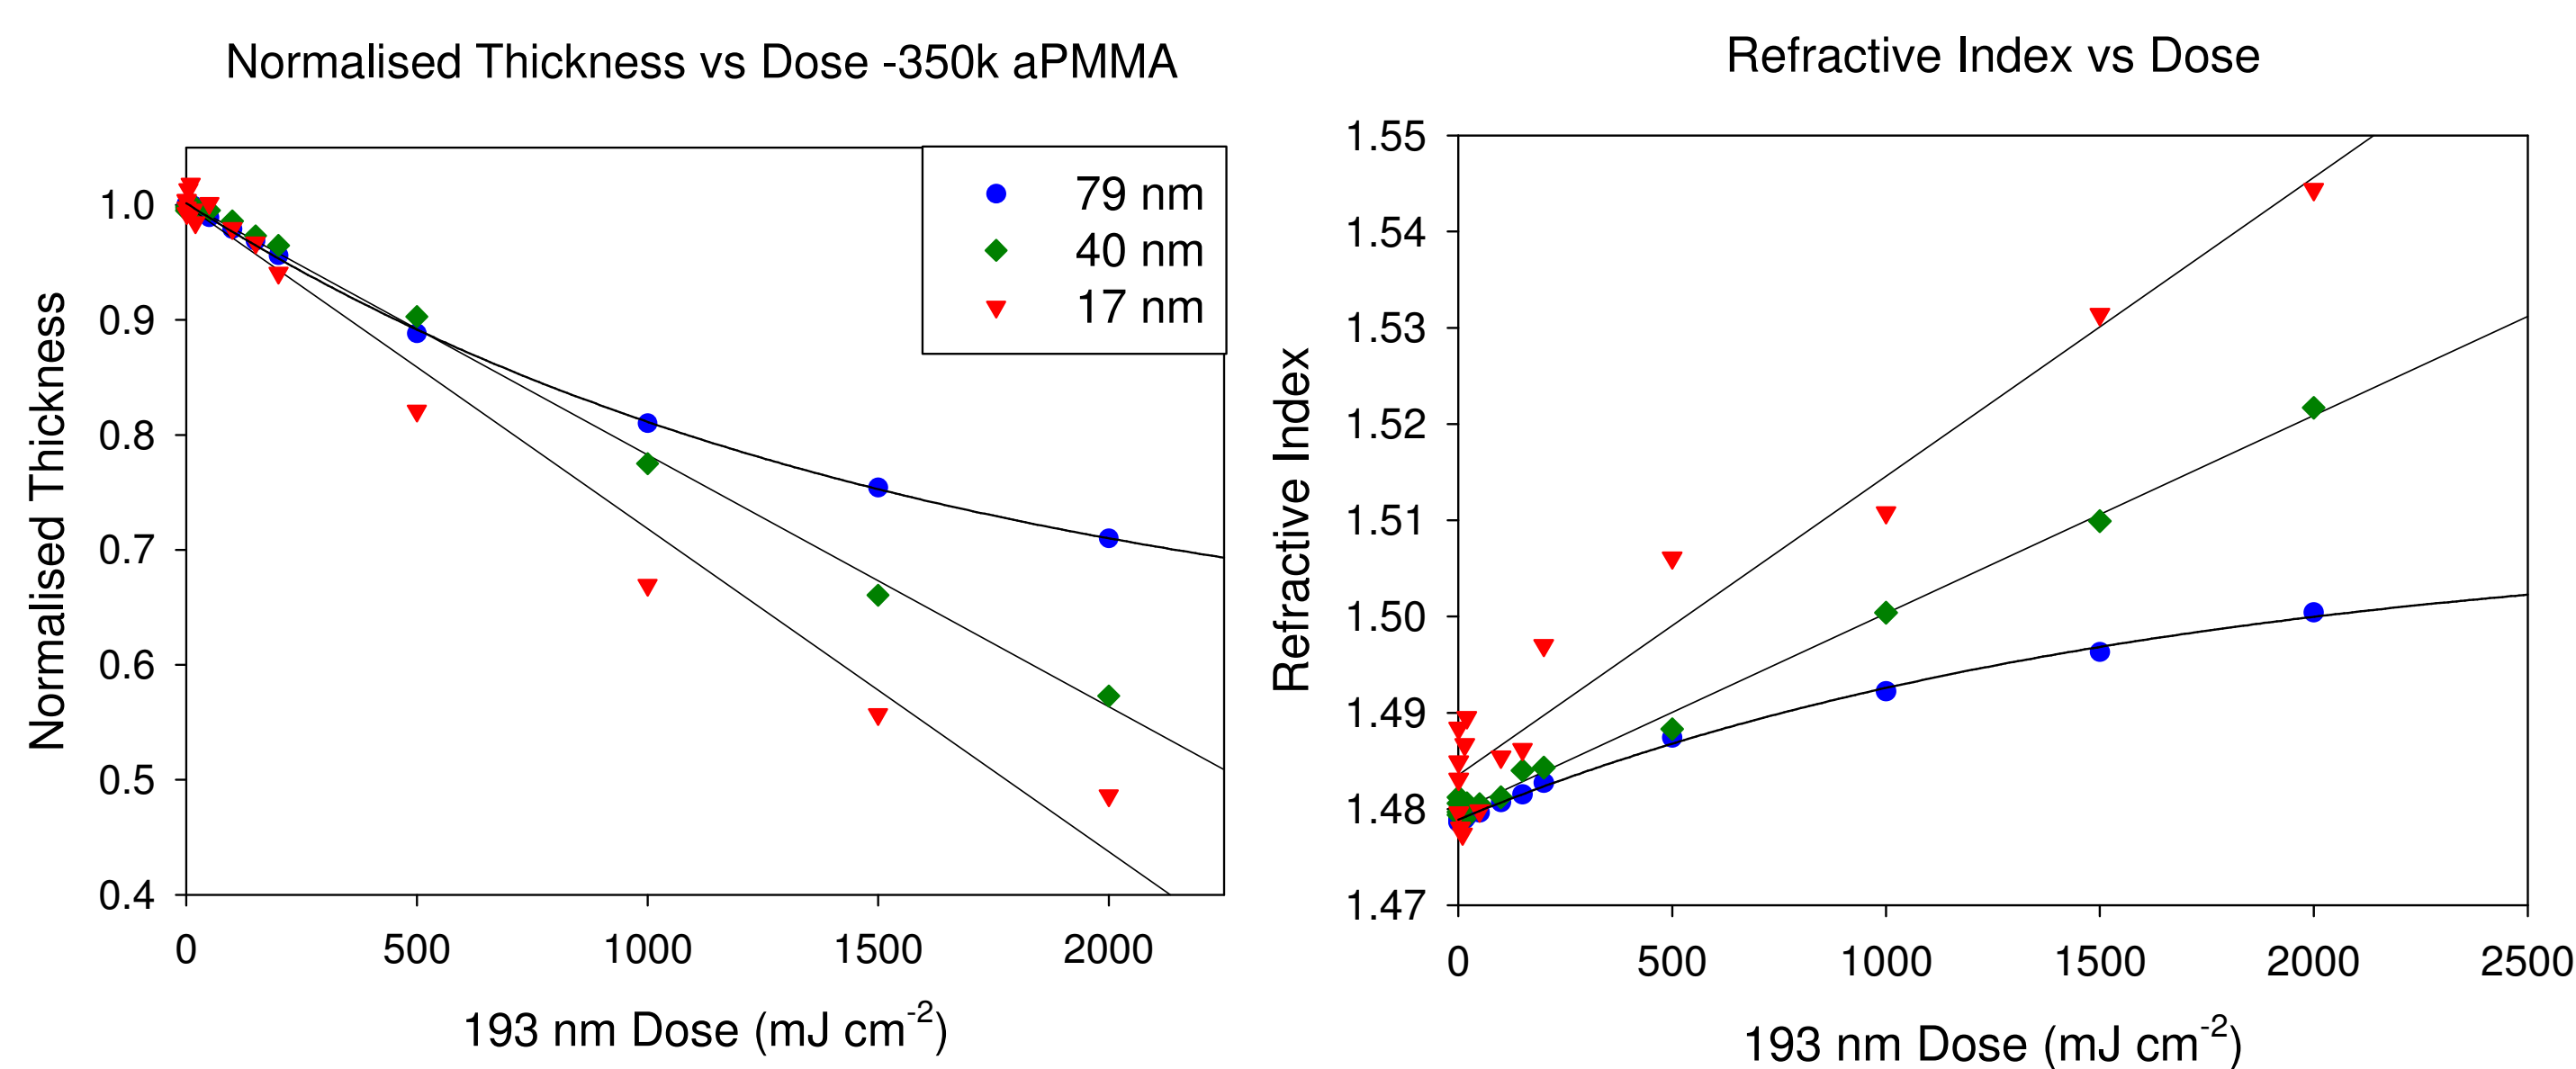 Normalised Thickness vs Dose -350k aPMMA
Normalised Thickness
1.0
0.9
0.8
0.7
0.6
0.5
0.4
79 nm
40 nm
17 nm
0 500 1000 1500 2000
193 nm Dose (mJ cm⁻²)
Refractive Index vs Dose
Refractive Index
1.55
1.54
1.53
1.52
1.51
1.50
1.49
1.48
1.47
0 500 1000 1500 2000 2500
193 nm Dose (mJ cm⁻²)